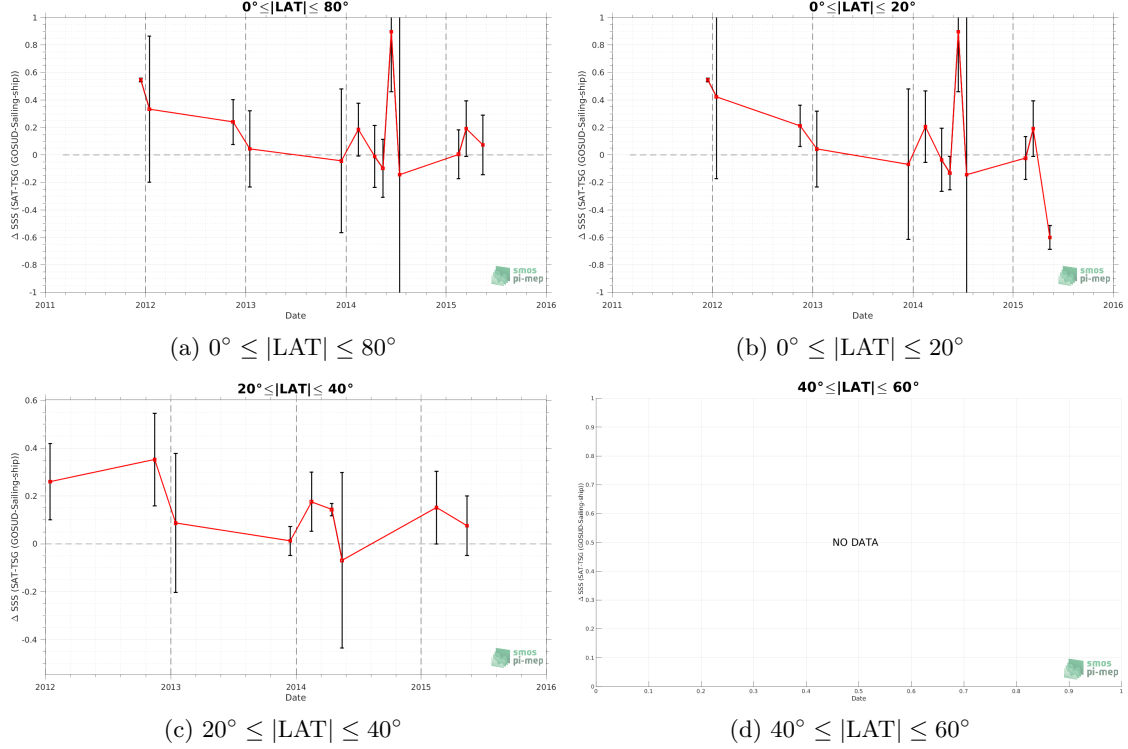 0°≤|LAT|≤ 80°
1
0.8
0.6
0.4
0.2
0
-0.2
-0.4
-0.6
-0.8
-1
Δ SSS (SAT-TSG (GOSUD-Sailing-ship))
2011 2012 2013 2014 2015 2016
Date
smos
pi-mep
(a) 0° ≤ |LAT| ≤ 80°
0°≤|LAT|≤ 20°
1
0.8
0.6
0.4
0.2
0
-0.2
-0.4
-0.6
-0.8
-1
Δ SSS (SAT-TSG (GOSUD-Sailing-ship))
2011 2012 2013 2014 2015 2016
Date
smos
pi-mep
(b) 0° ≤ |LAT| ≤ 20°
20°≤|LAT|≤ 40°
0.6
0.4
0.2
0
-0.2
-0.4
Δ SSS (SAT-TSG (GOSUD-Sailing-ship))
2012 2013 2014 2015 2016
Date
smos
pi-mep
(c) 20° ≤ |LAT| ≤ 40°
40°≤|LAT|≤ 60°
1
0.9
0.8
0.7
0.6
0.5
0.4
0.3
0.2
0.1
0
Δ SSS (SAT-TSG (GOSUD-Sailing-ship))
NO DATA
0 0.1 0.2 0.3 0.4 0.5 0.6 0.7 0.8 0.9 1
Date
smos
pi-mep
(d) 40° ≤ |LAT| ≤ 60°